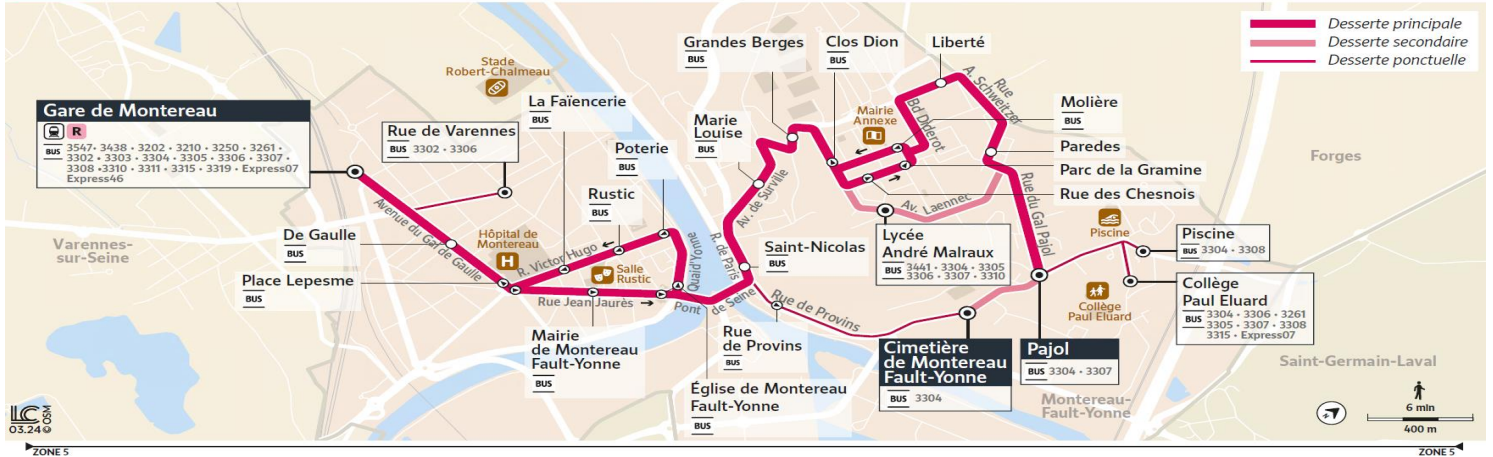 Desserte principale
Desserte secondaire
Desserte ponctuelle
Gare de Montereau
R
BUS 3547 • 3438 • 3202 • 3210 • 3250 • 3261 •
3302 • 3303 • 3304 • 3305 • 3306 • 3307 •
3308 •3310 • 3311 • 3315 • 3319 • Express07
Express46
Stade
Robert-Chalmeau
Rue de Varennes
BUS 3302 • 3306
La Faïencerie
BUS
Poterie
BUS
Rustic
BUS
Grandes Berges
BUS
Clos Dion
BUS
Liberté
BUS
Marie
Louise
BUS
Mairie
Annexe
Bd Diderot
Rue
A. Schweitzer
Molière
BUS
Paredes
Parc de la Gramine
Rue des Chesnois
Forges
Varennes-
sur-Seine
Avenue du Gal de Gaulle
De Gaulle
BUS
Place Lepesme
BUS
Hôpital de
Montereau
H
R. Victor Hugo
Salle
Rustic
Rue Jean Jaurès
Quai d'Yonne
Pont de Seine
R. de Paris
Av. de Surville
Saint-Nicolas
BUS
Av. Laennec
Lycée
André Malraux
BUS 3441 • 3304 • 3305
3306 • 3307 • 3310
Rue du Gal Pajol
Piscine
Piscine
BUS 3304 • 3308
Collège
Paul Eluard
Collège
Paul Eluard
BUS 3304 • 3306 • 3261
3305 • 3307 • 3308
3315 • Express07
Mairie
de Montereau
Fault-Yonne
BUS
Rue
de Provins
BUS
Rue de Provins
Église de Montereau
Fault-Yonne
BUS
Cimetière
de Montereau
Fault-Yonne
BUS 3304
Pajol
BUS 3304 • 3307
Montereau-
Fault-Yonne
Saint-Germain-Laval
6 min
400 m
LC
03.24 © OSM
ZONE 5
ZONE 5